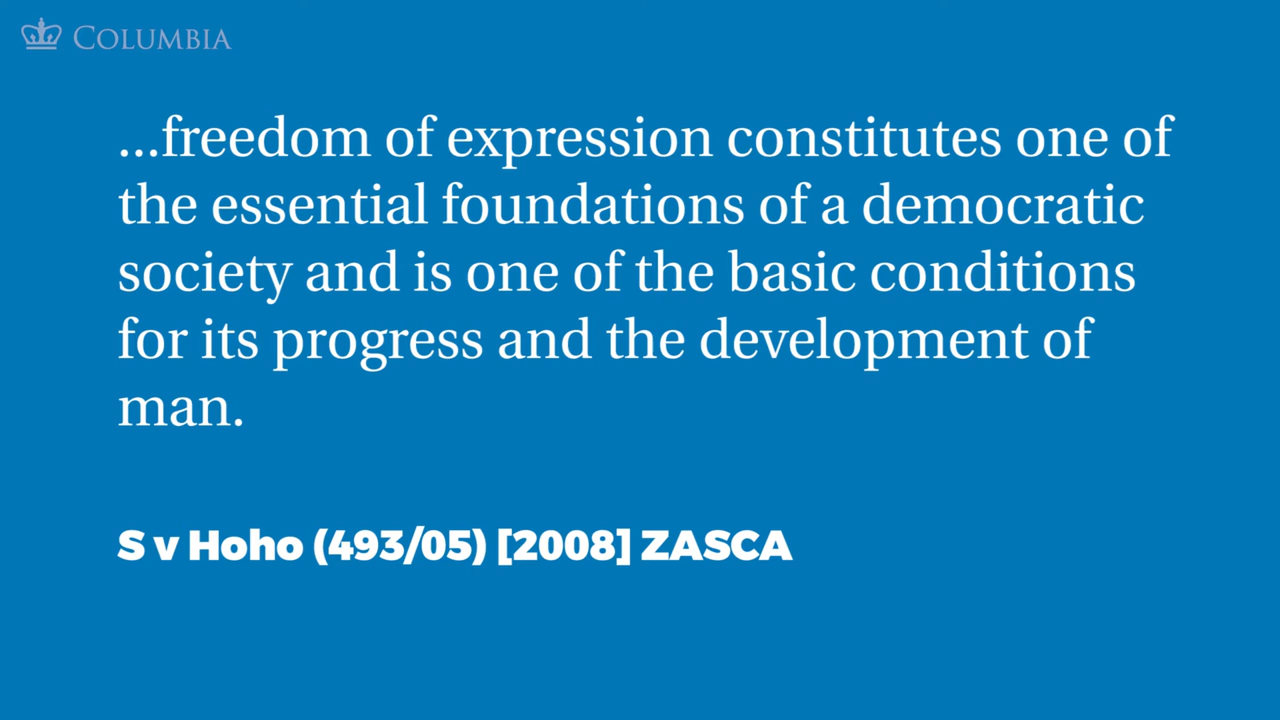 COLUMBIA
...freedom of expression constitutes one of
the essential foundations of a democratic
society and is one of the basic conditions
for its progress and the development of
man.
S v Hoho (493/05) [2008] ZASCA